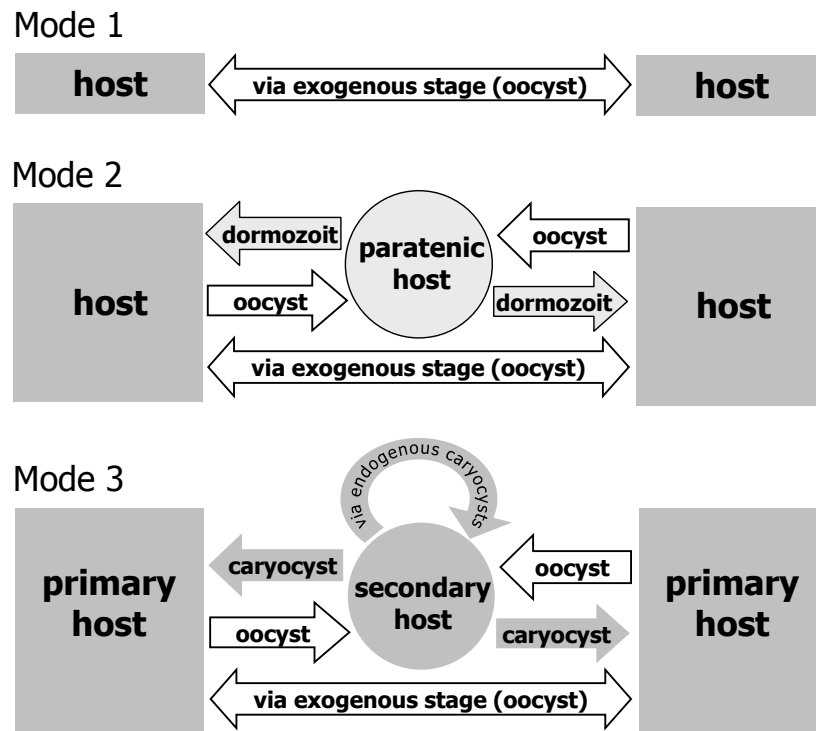 Mode 1
host
via exogenous stage (oocyst)
host
Mode 2
host
dormozoit
oocyst
paratenic
host
oocyst
dormozoit
host
via exogenous stage (oocyst)
Mode 3
via endogenous caryocysts
primary
host
caryocyst
oocyst
secondary
host
oocyst
caryocyst
primary
host
via exogenous stage (oocyst)